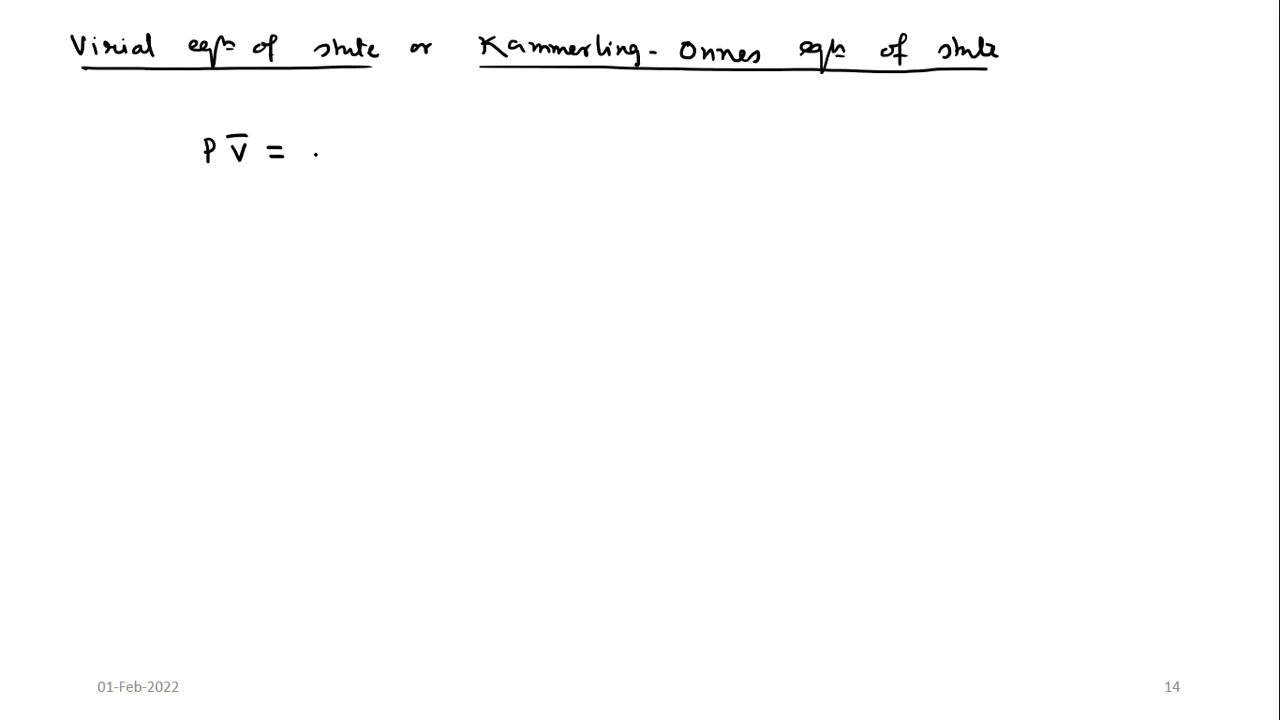 Virial eqⁿ of state or Kammerling - Onnes eqⁿ of state
P V̅ = .
01-Feb-2022
14